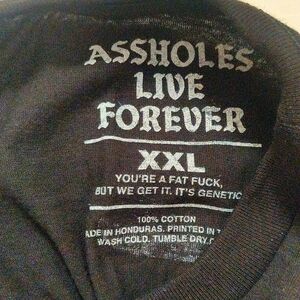 ASSHOLES
LIVE
FOREVER
XXL
YOU'RE A FAT FUCK,
BUT WE GET IT. IT'S GENETIC
100% COTTON
MADE IN HONDURAS. PRINTED IN
WASH COLD. TUMBLE DRY.